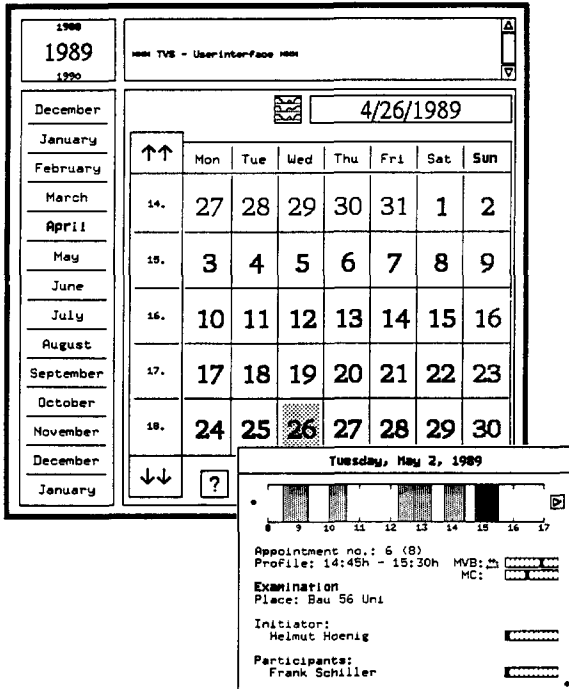 1988
1989
1990
*** TVS - Userinterface ***
4/26/1989
December
January
February
March
April
May
June
July
August
September
October
November
December
January
↑↑ Mon Tue Wed Thu Fri Sat Sun
14. 27 28 29 30 31 1 2
15. 3 4 5 6 7 8 9
16. 10 11 12 13 14 15 16
17. 17 18 19 20 21 22 23
18. 24 25 26 27 28 29 30
↓↓ ?
Tuesday, May 2, 1989
8 9 10 11 12 13 14 15 16 17
Appointment no.: 6 (8)
Profile: 14:45h - 15:30h MVB:
MC:
Examination
Place: Bau 56 Uni
Initiator:
Helmut Hoenig
Participants:
Frank Schiller